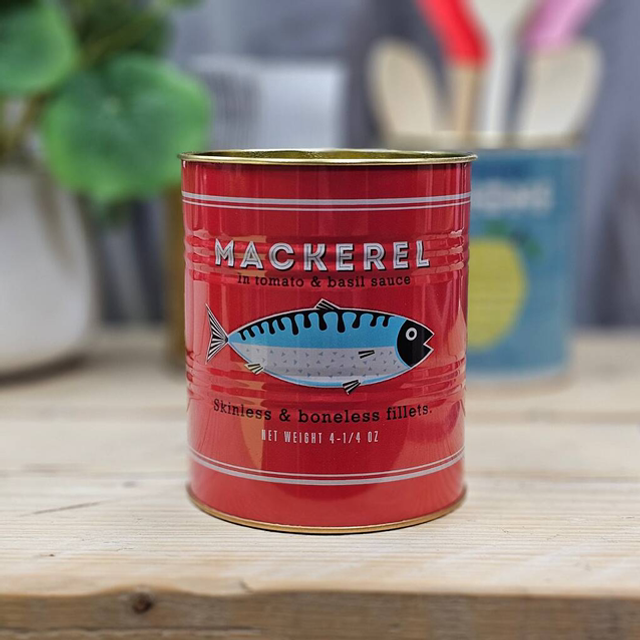 MACKEREL
In tomato & basil sauce
Skinless & boneless fillets.
NET WEIGHT 4-1/4 OZ